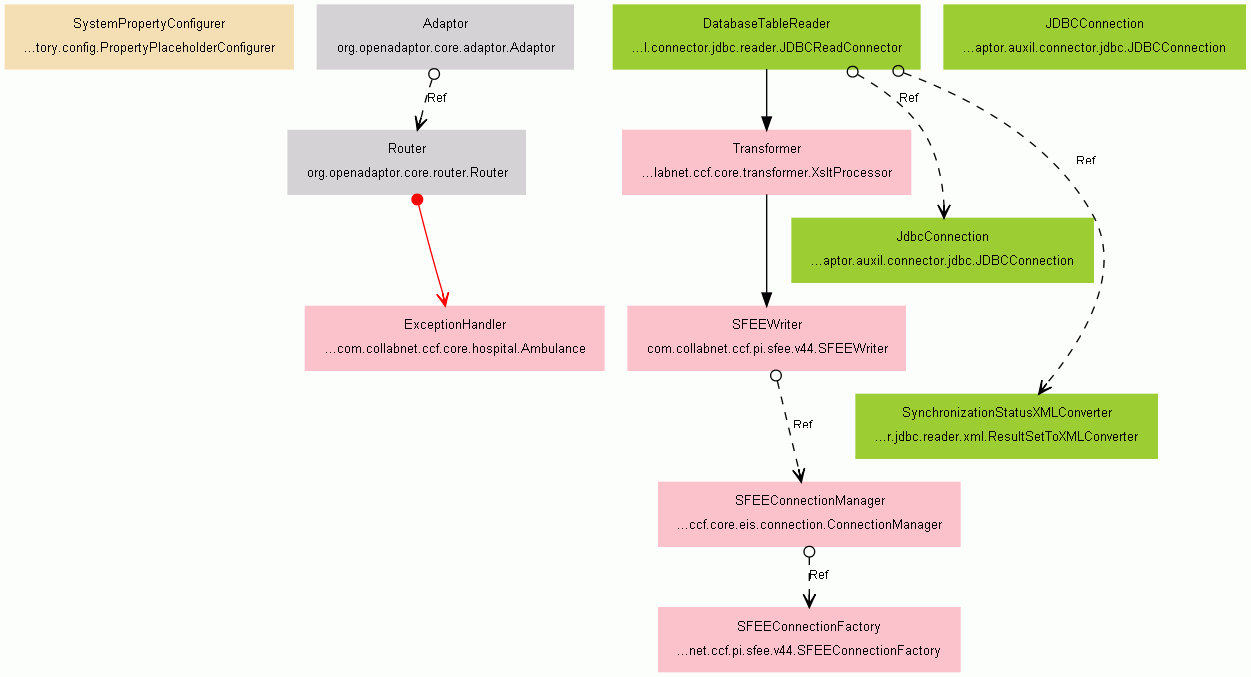 SystemPropertyConfigurer
...tory.config.PropertyPlaceholderConfigurer
Adaptor
org.openadaptor.core.adaptor.Adaptor
DatabaseTableReader
...l.connector.jdbc.reader.JDBCReadConnector
JDBCConnection
...aptor.auxil.connector.jdbc.JDBCConnection
Ref
Ref
Router
org.openadaptor.core.router.Router
Transformer
...labnet.ccf.core.transformer.XsltProcessor
Ref
JdbcConnection
...aptor.auxil.connector.jdbc.JDBCConnection
ExceptionHandler
...com.collabnet.ccf.core.hospital.Ambulance
SFEEWriter
com.collabnet.ccf.pi.sfee.v44.SFEEWriter
Ref
SynchronizationStatusXMLConverter
...r.jdbc.reader.xml.ResultSetToXMLConverter
SFEEConnectionManager
...ccf.core.eis.connection.ConnectionManager
Ref
SFEEConnectionFactory
...net.ccf.pi.sfee.v44.SFEEConnectionFactory